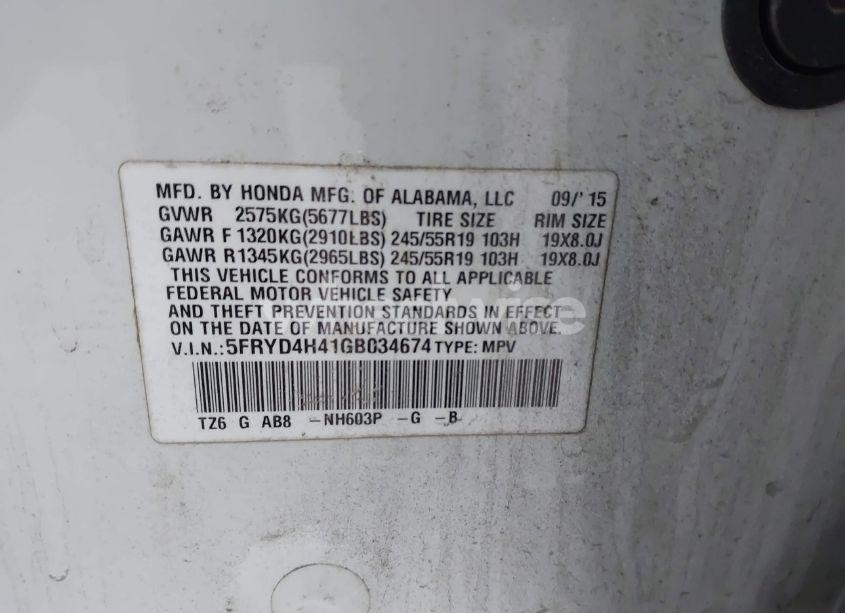 MFD. BY HONDA MFG. OF ALABAMA, LLC 09/' 15
GVWR 2575KG(5677LBS) TIRE SIZE RIM SIZE
GAWR F 1320KG(2910LBS) 245/55R19 103H 19X8.0J
GAWR R1345KG(2965LBS) 245/55R19 103H 19X8.0J
THIS VEHICLE CONFORMS TO ALL APPLICABLE
FEDERAL MOTOR VEHICLE SAFETY
AND THEFT PREVENTION STANDARDS IN EFFECT
ON THE DATE OF MANUFACTURE SHOWN ABOVE.
V.I.N.:5FRYD4H41GB034674 TYPE: MPV
TZ6 G AB8 -NH603P -G -B